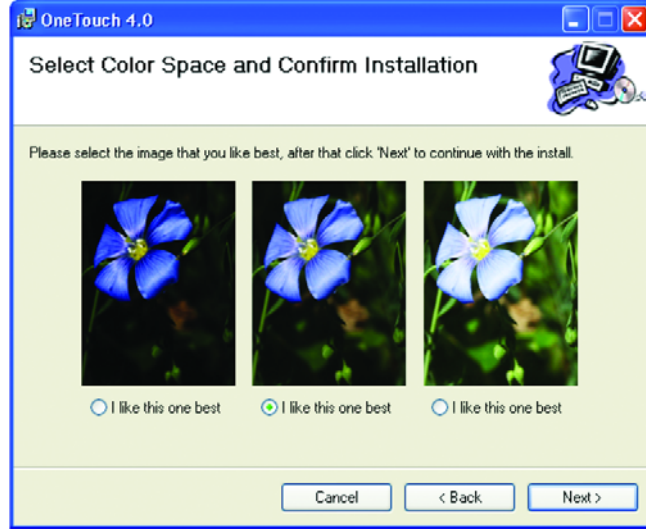 OneTouch 4.0
Select Color Space and Confirm Installation
Please select the image that you like best, after that click 'Next' to continue with the install.
I like this one best I like this one best I like this one best
Cancel < Back Next >